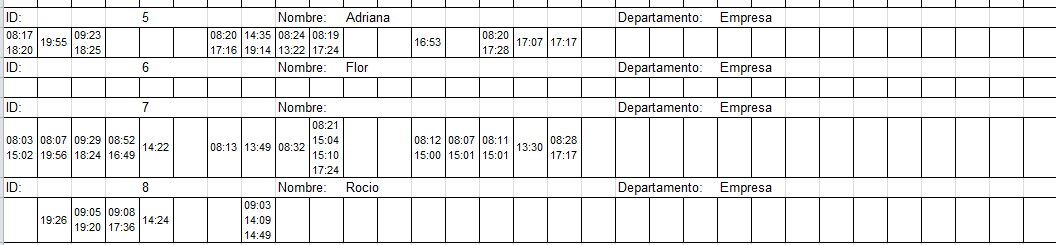 ID: 5 Nombre: Adriana Departamento: Empresa
08:17 09:23 08:20 14:35 08:24 08:19 08:20
19:55 16:53 17:07 17:17
18:20 18:25 17:16 19:14 13:22 17:24 17:28
ID: 6 Nombre: Flor Departamento: Empresa
ID: 7 Nombre: Departamento: Empresa
08:21
08:03 08:07 09:29 08:52 15:04 08:12 08:07 08:11 08:28
14:22 08:13 13:49 08:32 13:30
15:02 19:56 18:24 16:49 15:10 15:00 15:01 15:01 17:17
17:24
ID: 8 Nombre: Rocio Departamento: Empresa
09:03
09:05 09:08
19:26 14:24 14:09
19:20 17:36
14:49